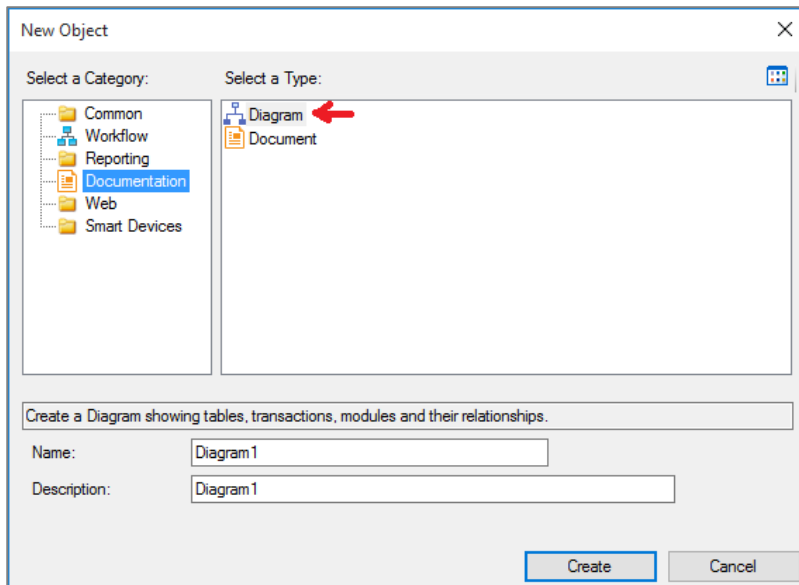 New Object
Select a Category:
Select a Type:
Common
Workflow
Reporting
Documentation
Web
Smart Devices
Diagram
Document
Create a Diagram showing tables, transactions, modules and their relationships.
Name:
Diagram1
Description:
Diagram1
Create
Cancel